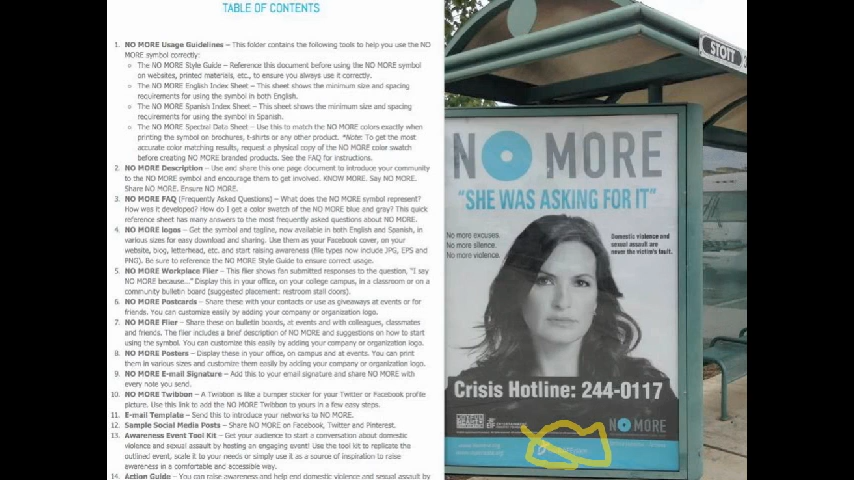 TABLE OF CONTENTS
1. NO MORE Usage Guidelines – This folder contains the following tools to help you use the NO
MORE symbol correctly:
o The NO MORE Style Guide – Reference this document before using the NO MORE symbol
on websites, printed materials, etc., to ensure you always use it correctly.
o The NO MORE English Index Sheet – This sheet shows the minimum size and spacing
requirements for using the symbol in both English.
o The NO MORE Spanish Index Sheet – This sheet shows the minimum size and spacing
requirements for using the symbol in Spanish.
o The NO MORE Spectral Data Sheet – Use this to match the NO MORE colors exactly when
printing the symbol on brochures, t-shirts or any other product. *Note: To get the most
accurate color matching results, request a physical copy of the NO MORE color swatch
before creating NO MORE branded products. See the FAQ for instructions.
2. NO MORE Description – Use and share this one page document to introduce your community
to the NO MORE symbol and encourage them to get involved. KNOW MORE. Say NO MORE.
Share NO MORE. Ensure NO MORE.
3. NO MORE FAQ (Frequently Asked Questions) – What does the NO MORE symbol represent?
How was it developed? How do I get a color swatch of the NO MORE blue and gray? This quick
reference sheet has many answers to the most frequently asked questions about NO MORE.
4. NO MORE logos – Get the symbol and tagline, now available in both English and Spanish, in
various sizes for easy download and sharing. Use them as your Facebook cover, on your
website, blog, letterhead, etc. and start raising awareness (file types now include JPG, EPS and
PNG). Be sure to reference the NO MORE Style Guide to ensure correct usage.
5. NO MORE Workplace Flier – This flier shows fan submitted responses to the question, "I say
NO MORE because..." Display this in your office, on your college campus, in a classroom or on a
community bulletin board (suggested placement: restroom stall doors).
6. NO MORE Postcards – Share these with your contacts or use as giveaways at events or for
friends. You can customize easily by adding your company or organization logo.
7. NO MORE Flier – Share these on bulletin boards, at events and with colleagues, classmates
and friends. The flier includes a brief description of NO MORE and suggestions on how to start
using the symbol. You can customize this easily by adding your company or organization logo.
8. NO MORE Posters – Display these in your office, on campus and at events. You can print
them in various sizes and customize them easily by adding your company or organization logo.
9. NO MORE E-mail Signature – Add this to your email signature and share NO MORE with
every note you send.
10. NO MORE Twibbon – A Twibbon is like a bumper sticker for your Twitter or Facebook profile
picture. Use this link to add the NO MORE Twibbon to yours in a few easy steps.
11. E-mail Template – Send this to introduce your networks to NO MORE.
12. Sample Social Media Posts – Share NO MORE on Facebook, Twitter and Pinterest.
13. Awareness Event Tool Kit – Get your audience to start a conversation about domestic
violence and sexual assault by hosting an engaging event! Use the tool kit to replicate the
outlined event, scale it to your needs or simply use it as a source of inspiration to raise
awareness in a comfortable and accessible way.
14. Action Guide – You can raise awareness and help end domestic violence and sexual assault by
STOTT
NO MORE
"SHE WAS ASKING FOR IT"
No more excuses.
No more silence.
No more violence.
Domestic violence and
sexual assault are
never the victim's fault.
Crisis Hotline: 244-0117
NO MORE